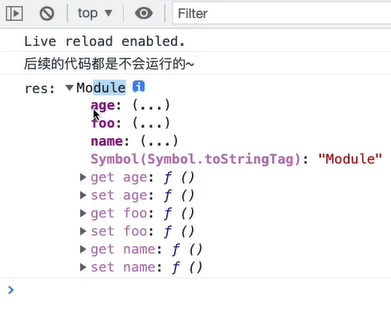 top Filter
Live reload enabled.
后续的代码都是不会运行的~
res: Module i
age: (...)
foo: (...)
name: (...)
Symbol(Symbol.toStringTag): "Module"
get age: ƒ ()
set age: ƒ ()
get foo: ƒ ()
set foo: ƒ ()
get name: ƒ ()
set name: ƒ ()